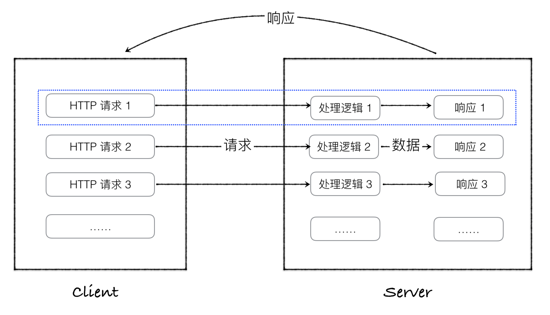 响应
HTTP 请求 1
处理逻辑 1
响应 1
HTTP 请求 2
请求
处理逻辑 2
数据
响应 2
HTTP 请求 3
处理逻辑 3
响应 3
……
……
……
Client
Server